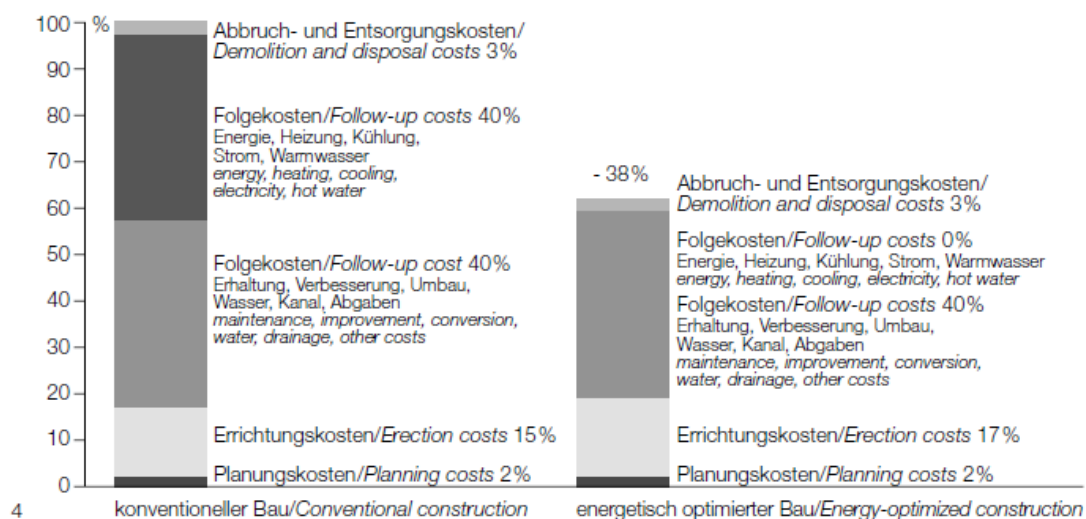 100 %
90
80
70
60
50
40
30
20
10
0
Abbruch- und Entsorgungskosten/
Demolition and disposal costs 3%
Folgekosten/Follow-up costs 40%
Energie, Heizung, Kühlung,
Strom, Warmwasser
energy, heating, cooling,
electricity, hot water
Folgekosten/Follow-up cost 40%
Erhaltung, Verbesserung, Umbau,
Wasser, Kanal, Abgaben
maintenance, improvement, conversion,
water, drainage, other costs
Errichtungskosten/Erection costs 15%
Planungskosten/Planning costs 2%
- 38%
Abbruch- und Entsorgungskosten/
Demolition and disposal costs 3%
Folgekosten/Follow-up costs 0%
Energie, Heizung, Kühlung, Strom, Warmwasser
energy, heating, cooling, electricity, hot water
Folgekosten/Follow-up costs 40%
Erhaltung, Verbesserung, Umbau,
Wasser, Kanal, Abgaben
maintenance, improvement, conversion,
water, drainage, other costs
Errichtungskosten/Erection costs 17%
Planungskosten/Planning costs 2%
4
konventioneller Bau/Conventional construction
energetisch optimierter Bau/Energy-optimized construction